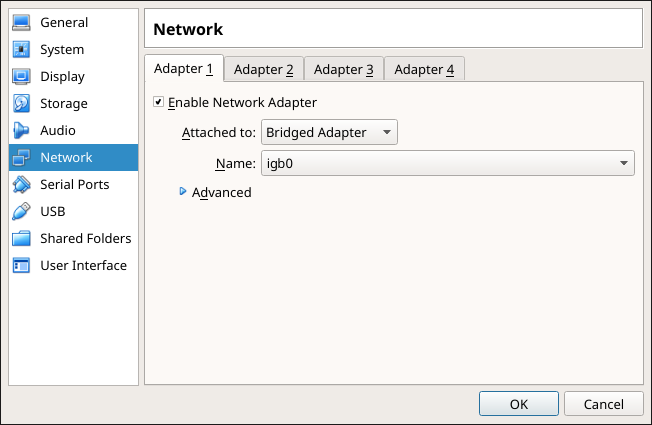 General
System
Display
Storage
Audio
Network
Serial Ports
USB
Shared Folders
User Interface
Network
Adapter 1 Adapter 2 Adapter 3 Adapter 4
Enable Network Adapter
Attached to: Bridged Adapter
Name: igb0
Advanced
OK Cancel